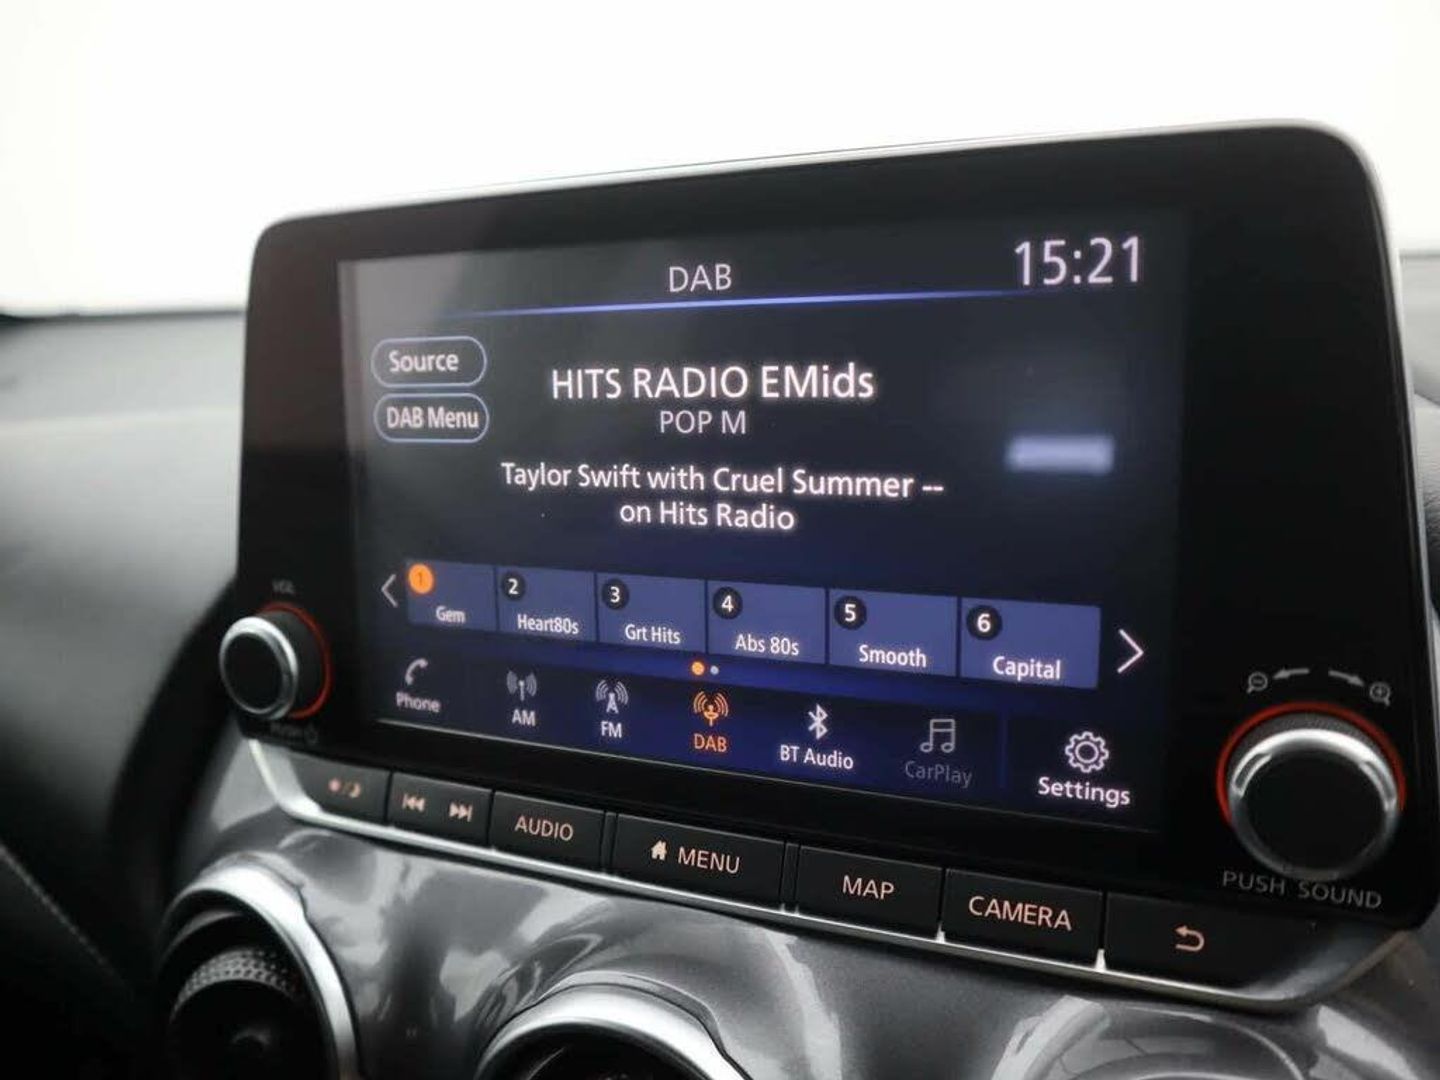 DAB
15:21
Source
DAB Menu
HITS RADIO EMids
POP M
Taylor Swift with Cruel Summer --
on Hits Radio
1
Gem
2
Heart80s
3
Grt Hits
4
Abs 80s
5
Smooth
6
Capital
Phone
AM
FM
DAB
BT Audio
CarPlay
Settings
VOL
AUDIO
MENU
MAP
CAMERA
PUSH SOUND